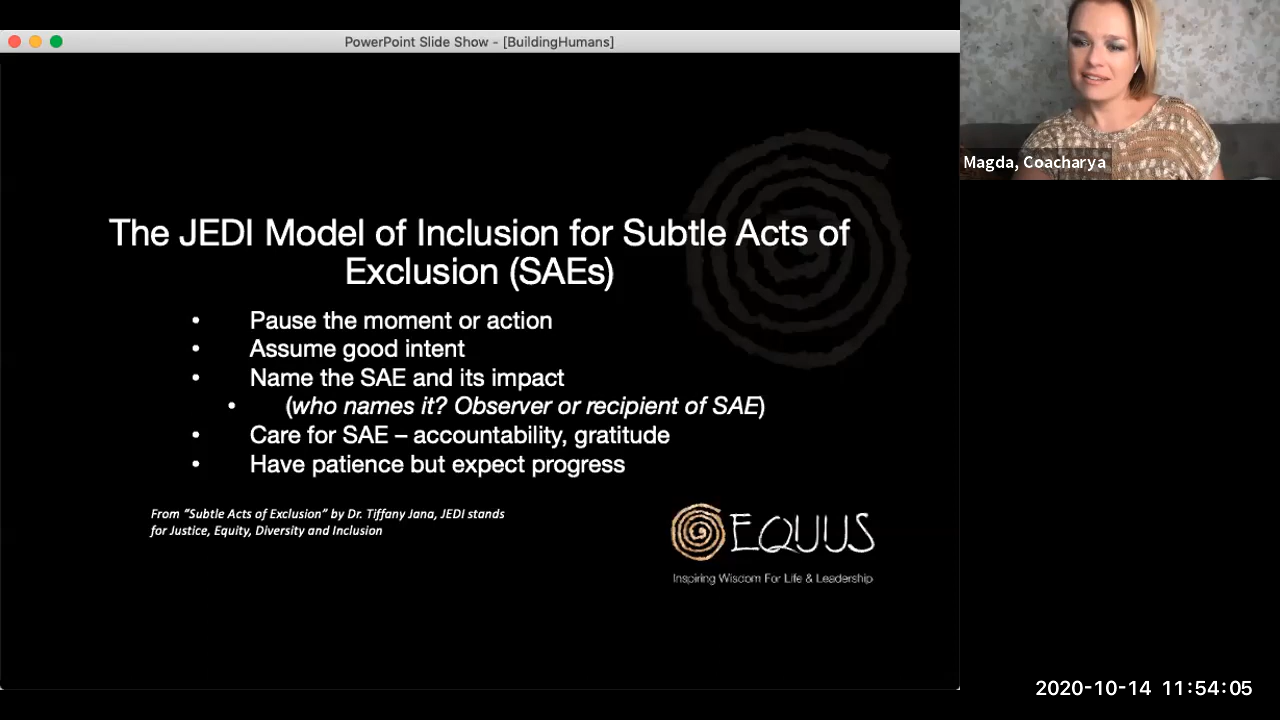 PowerPoint Slide Show - [BuildingHumans]
Magda, Coacharya
The JEDI Model of Inclusion for Subtle Acts of
Exclusion (SAEs)
• Pause the moment or action
• Assume good intent
• Name the SAE and its impact
• (who names it? Observer or recipient of SAE)
• Care for SAE – accountability, gratitude
• Have patience but expect progress
From "Subtle Acts of Exclusion" by Dr. Tiffany Jana, JEDI stands
for Justice, Equity, Diversity and Inclusion
EQUUS
Inspiring Wisdom For Life & Leadership
2020-10-14 11:54:05